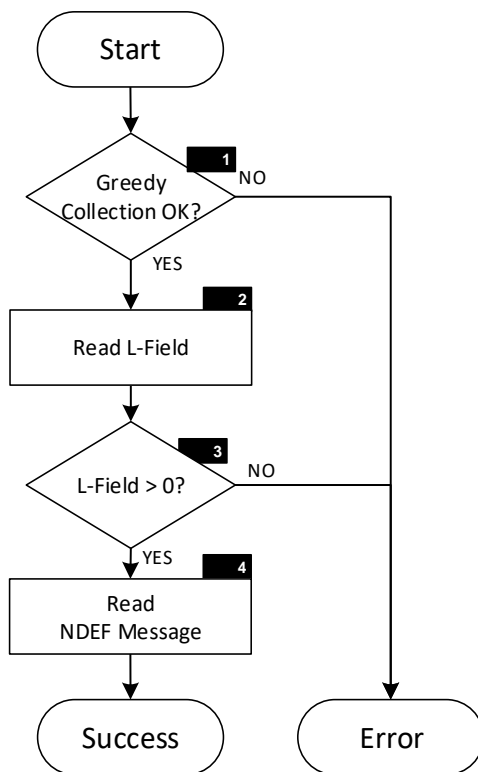 Start
1
NO
Greedy
Collection OK?
YES
2
Read L-Field
3
NO
L-Field > 0?
YES
4
Read
NDEF Message
Success
Error